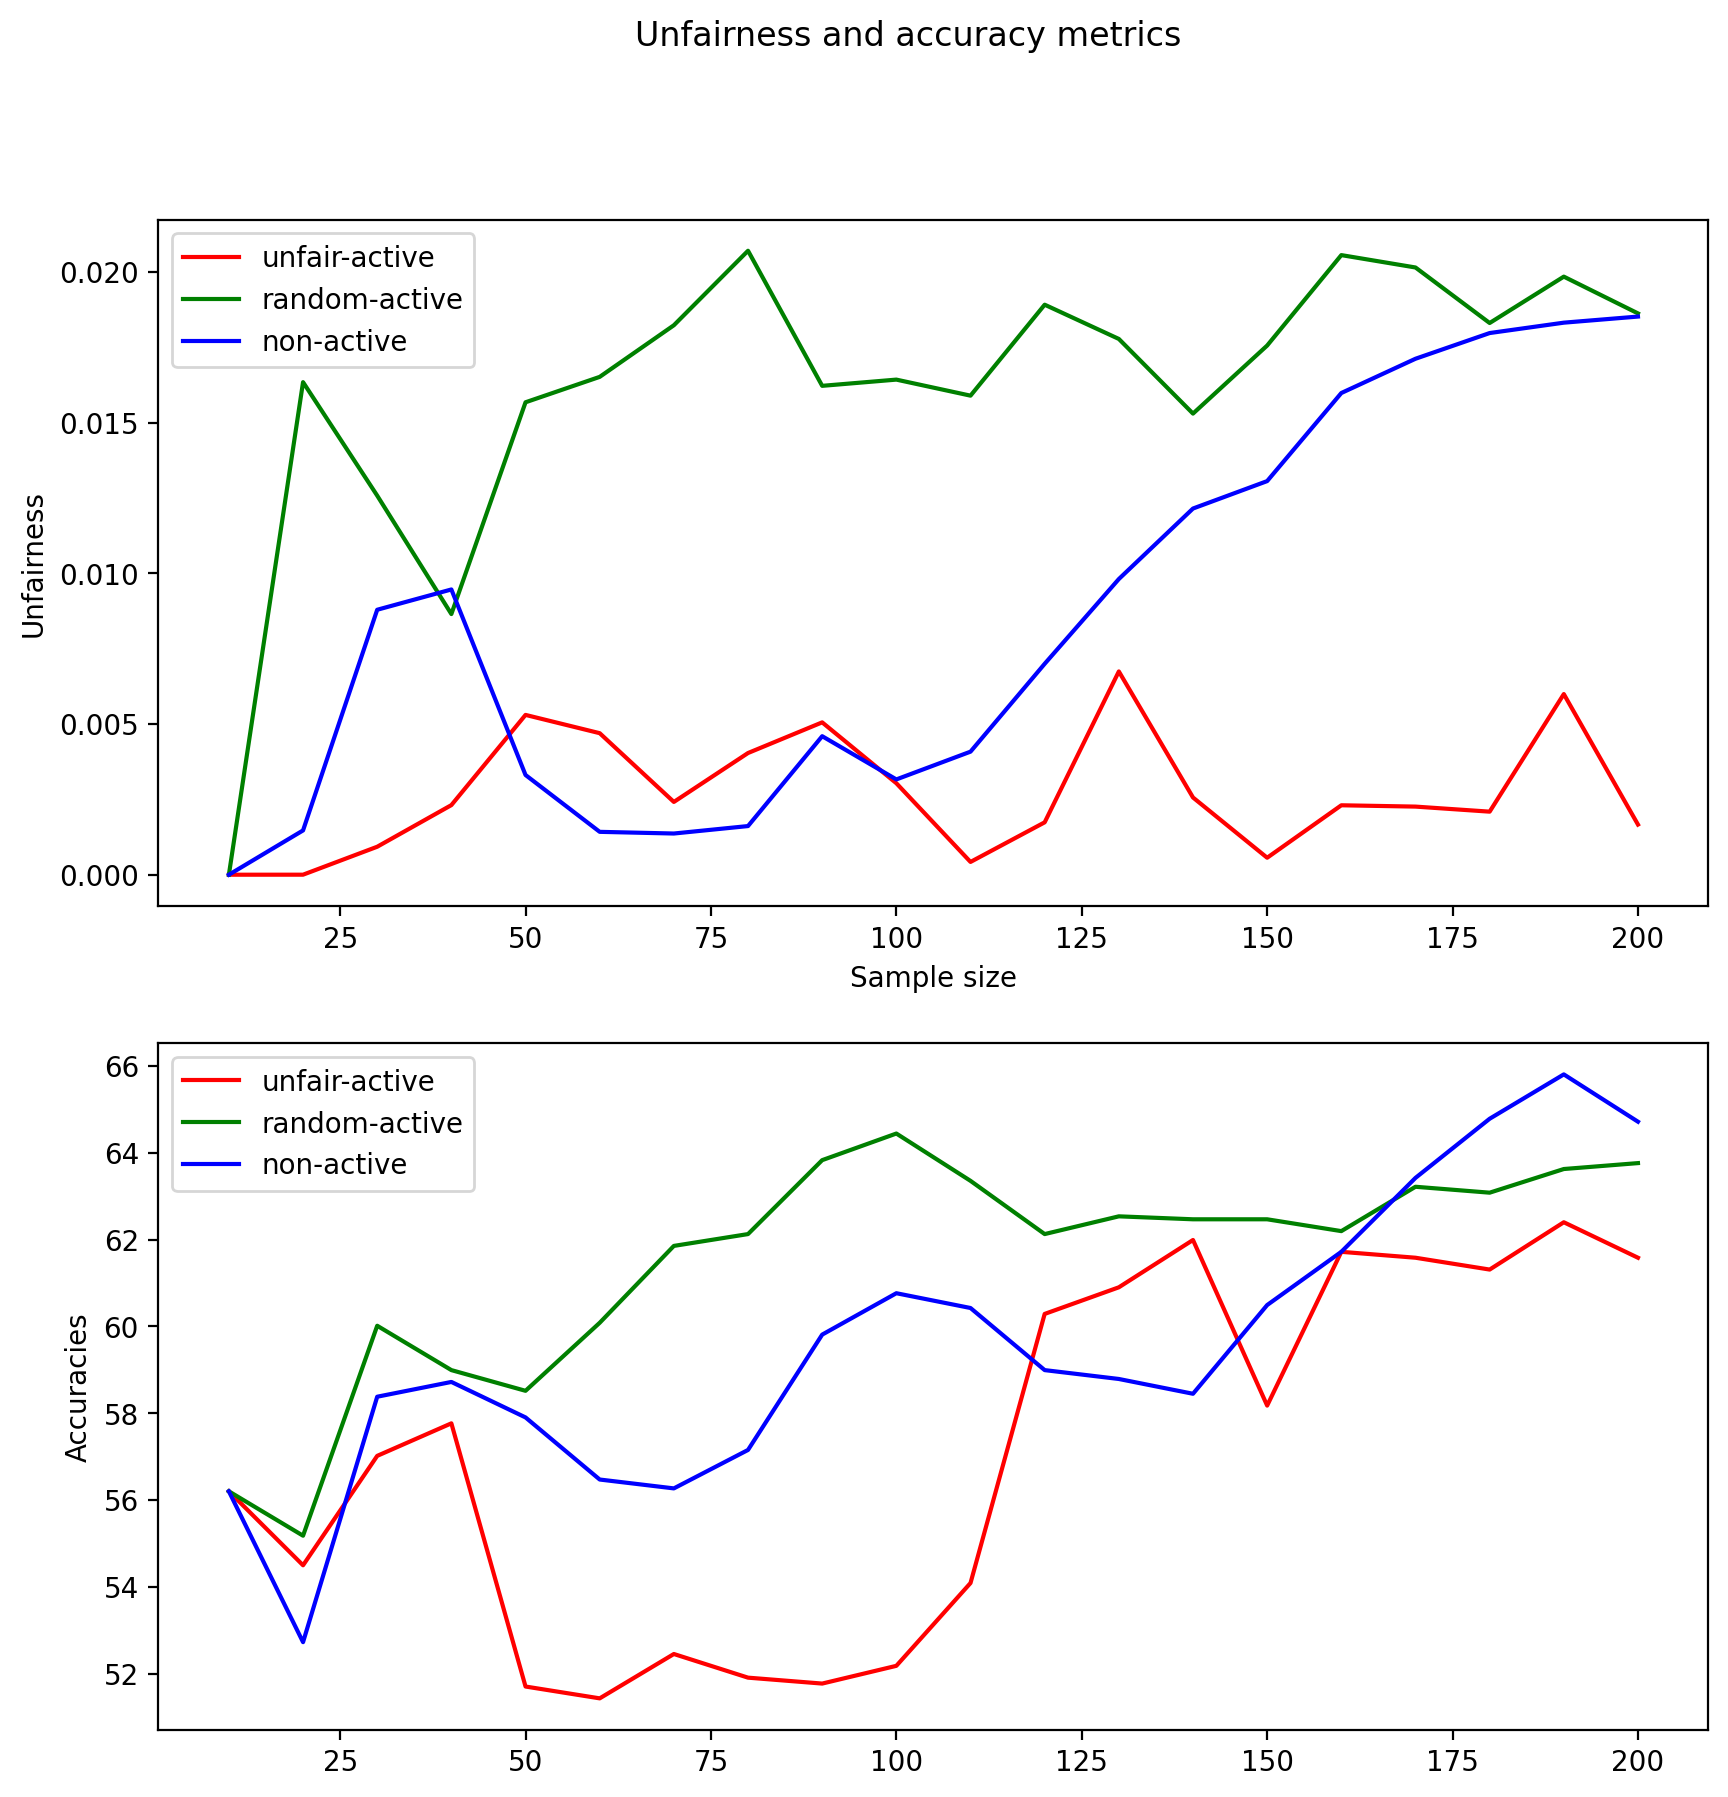 Unfairness and accuracy metrics
unfair-active
random-active
non-active
0.020
0.015
0.010
0.005
0.000
Unfairness
25 50 75 100 125 150 175 200
Sample size
unfair-active
random-active
non-active
66
64
62
60
58
56
54
52
Accuracies
25 50 75 100 125 150 175 200